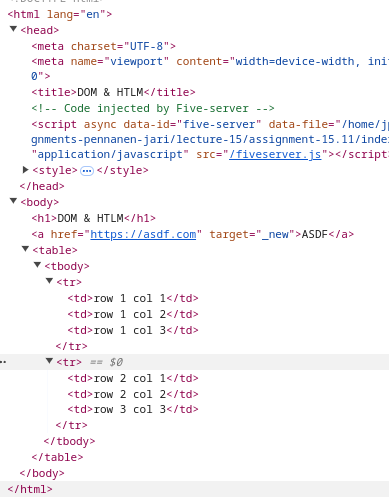 <html lang="en">
<head>
<meta charset="UTF-8">
<meta name="viewport" content="width=device-width, init
0">
<title>DOM & HTLM</title>
<!-- Code injected by Five-server -->
<script async data-id="five-server" data-file="/home/jp
gnments-pennanen-jari/lecture-15/assignment-15.11/index
"application/javascript" src="/fiveserver.js"></script>
<style>…</style>
</head>
<body>
<h1>DOM & HTLM</h1>
<a href="https://asdf.com" target="_new">ASDF</a>
<table>
<tbody>
<tr>
<td>row 1 col 1</td>
<td>row 1 col 2</td>
<td>row 1 col 3</td>
</tr>
<tr> == $0
<td>row 2 col 1</td>
<td>row 2 col 2</td>
<td>row 3 col 3</td>
</tr>
</tbody>
</table>
</body>
</html>